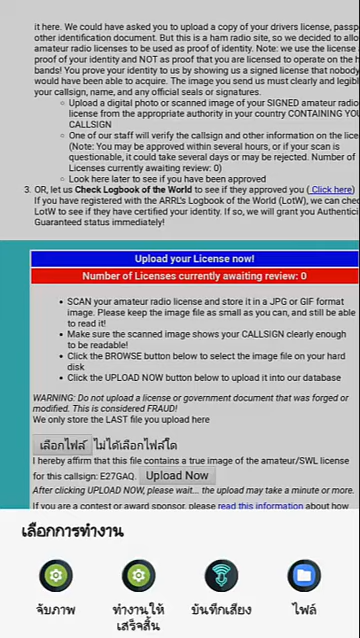 it here. We could have asked you to upload a copy of your drivers license, passp
other identification document. But this is a ham radio site, so we decided to allo
amateur radio licenses to be used as proof of identity. Note: we use the license
proof of your identity and NOT as proof that you are licensed to operate on the h
bands! You prove your identity to us by showing us a signed license that nobody
would have been able to acquire. The image you send us must clearly and legibl
your callsign, name, and any official seals or signatures.
Upload a digital photo or scanned image of your SIGNED amateur radio
license from the appropriate authority in your country CONTAINING YOU
CALLSIGN
One of our staff will verify the callsign and other information on the lice
(Note: You may be approved within several hours, or if your scan is
questionable, it could take several days or may be rejected. Number of
Licenses currently awaiting review: 0)
Look here later to see if you have been approved
3. OR, let us Check Logbook of the World to see if they approved you ( Click here)
If you have registered with the ARRL's Logbook of the World (LotW), we can chec
LotW to see if they have certified your identity. If so, we will grant you Authentici
Guaranteed status immediately!
Upload your License now!
Number of Licenses currently awaiting review: 0
SCAN your amateur radio license and store it in a JPG or GIF format
image. Please keep the image file as small as you can, and still be able
to read it!
Make sure the scanned image shows your CALLSIGN clearly enough
to be readable!
Click the BROWSE button below to select the image file on your hard
disk
Click the UPLOAD NOW button below to upload it into our database
WARNING: Do not upload a license or government document that was forged or
modified. This is considered FRAUD!
We only store the LAST file you upload here
เลือกไฟล์ ไม่ได้เลือกไฟล์ใด
I hereby affirm that this file contains a true image of the amateur/SWL license
for this callsign: E27GAQ. Upload Now
After clicking UPLOAD NOW, please wait... the upload may take a minute or more.
If you are a contest or award sponsor, please read this information about how
เลือกการทำงาน
จับภาพ
ทำงานให้เสร็จสิ้น
บันทึกเสียง
ไฟล์